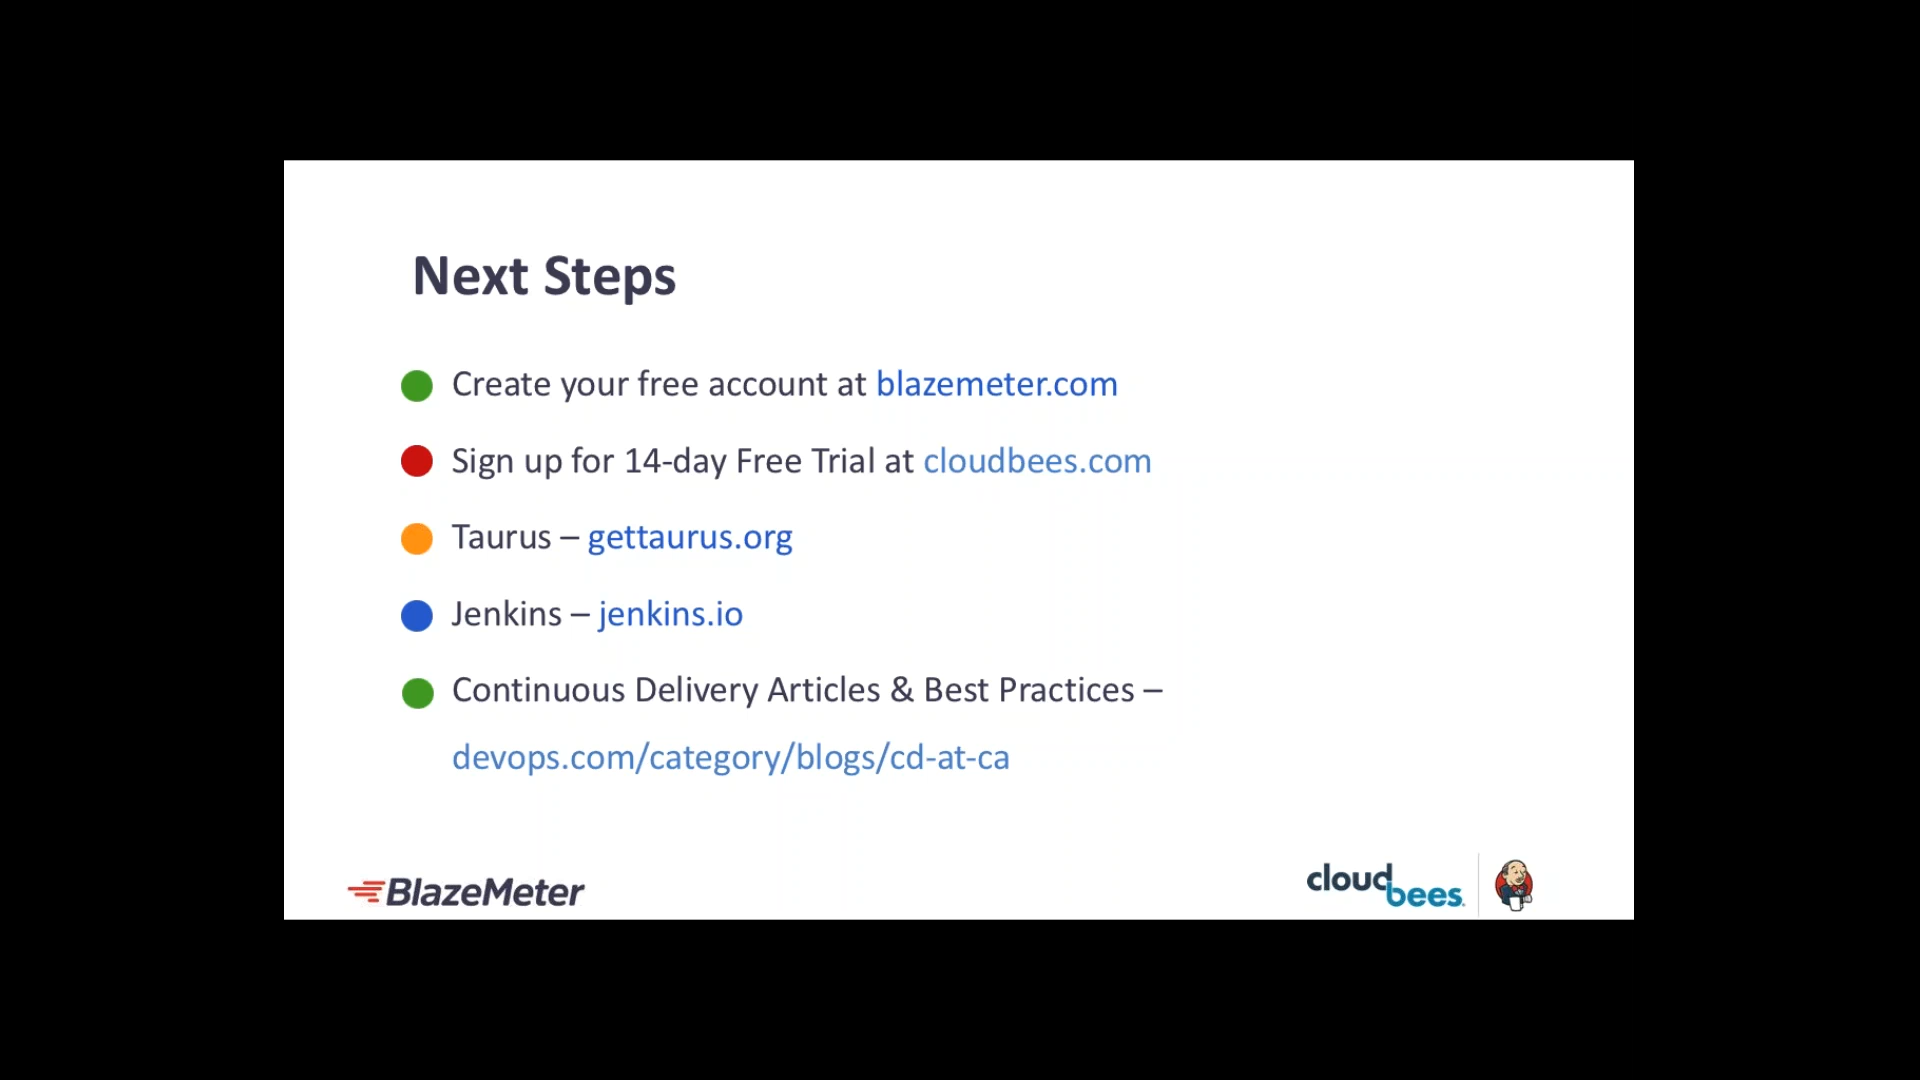 Next Steps
Create your free account at blazemeter.com
Sign up for 14-day Free Trial at cloudbees.com
Taurus – gettaurus.org
Jenkins – jenkins.io
Continuous Delivery Articles & Best Practices –
devops.com/category/blogs/cd-at-ca
BlazeMeter
cloudbees